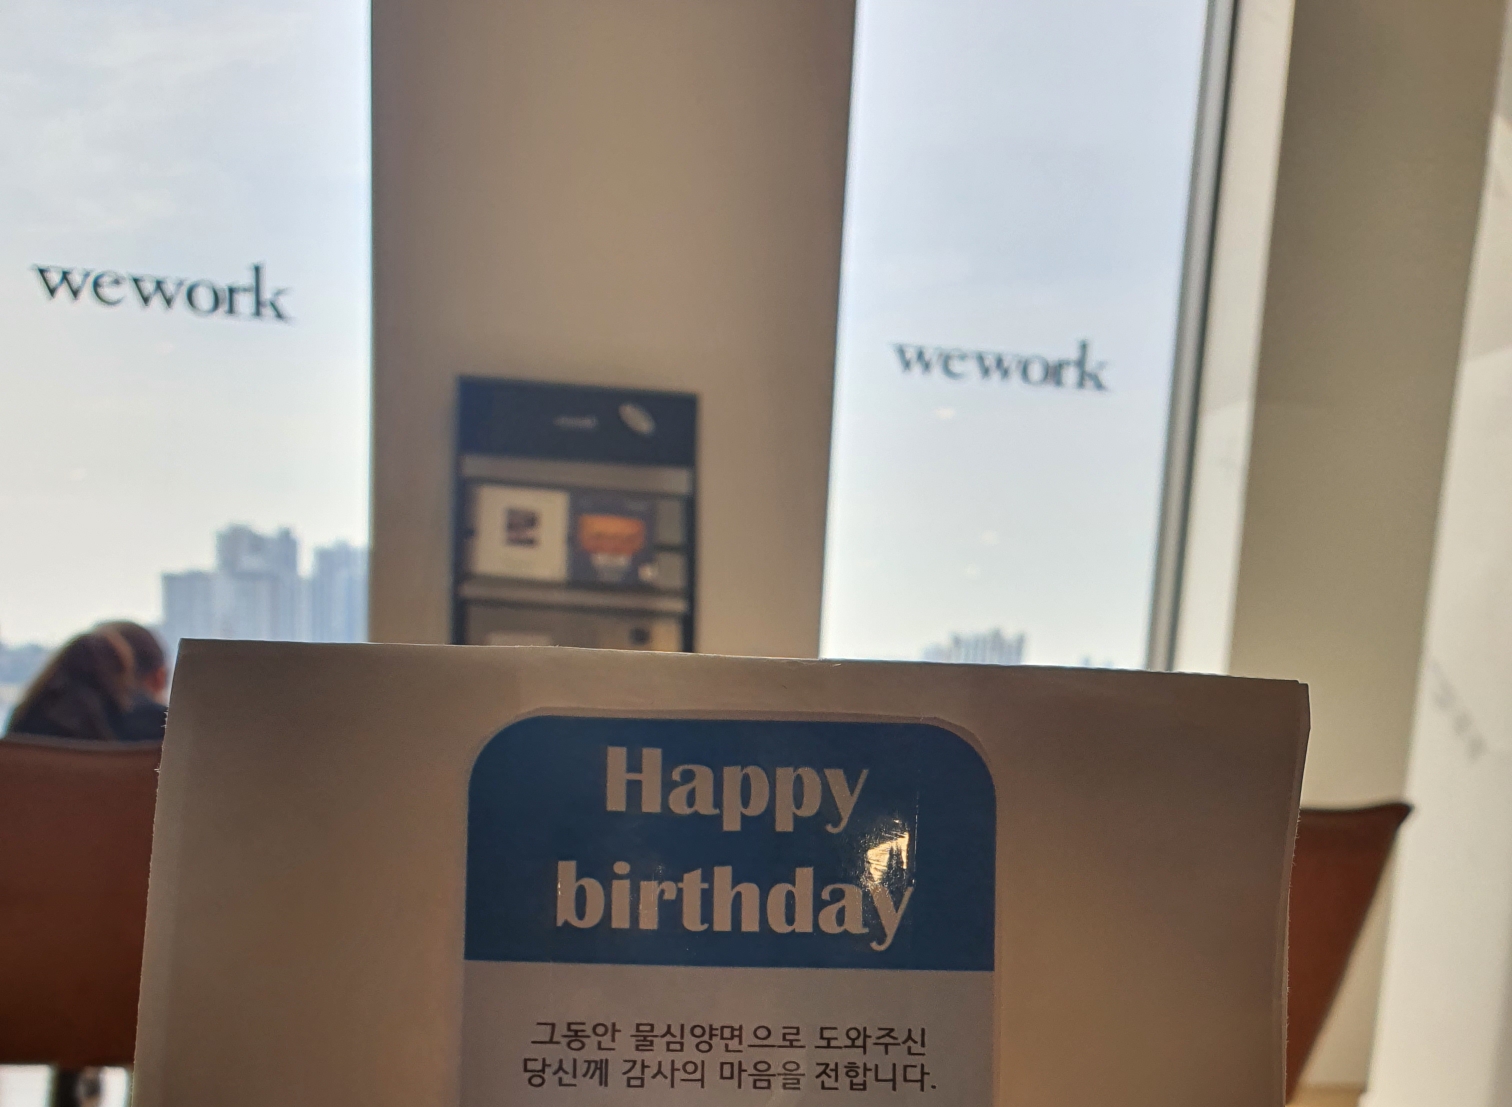 wework
wework
Happy
birthday
그동안 물심양면으로 도와주신
당신께 감사의 마음을 전합니다.